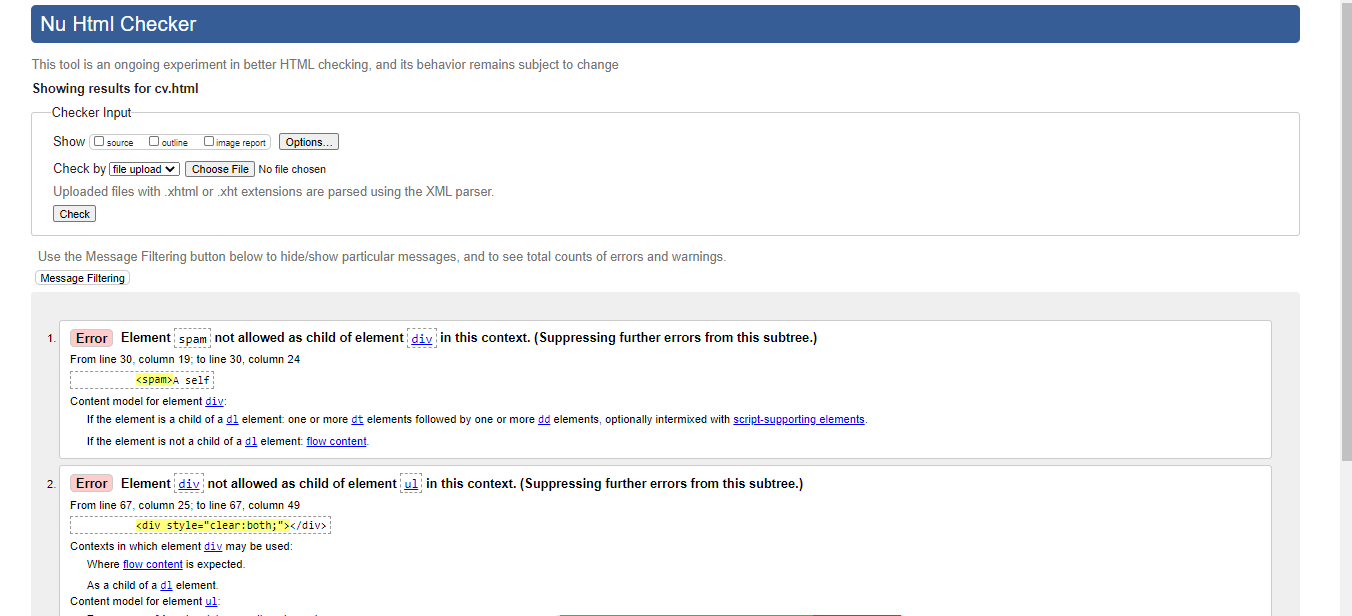 Nu Html Checker
This tool is an ongoing experiment in better HTML checking, and its behavior remains subject to change
Showing results for cv.html
Checker Input
Show source outline image report Options...
Check by file upload Choose File No file chosen
Uploaded files with .xhtml or .xht extensions are parsed using the XML parser.
Check
Use the Message Filtering button below to hide/show particular messages, and to see total counts of errors and warnings.
Message Filtering
1. Error Element spam not allowed as child of element div in this context. (Suppressing further errors from this subtree.)
From line 30, column 19; to line 30, column 24
<spam>A self
Content model for element div:
If the element is a child of a dl element: one or more dt elements followed by one or more dd elements, optionally intermixed with script-supporting elements.
If the element is not a child of a dl element: flow content.
2. Error Element div not allowed as child of element ul in this context. (Suppressing further errors from this subtree.)
From line 67, column 25; to line 67, column 49
<div style="clear:both;"></div>
Contexts in which element div may be used:
Where flow content is expected.
As a child of a dl element.
Content model for element ul: